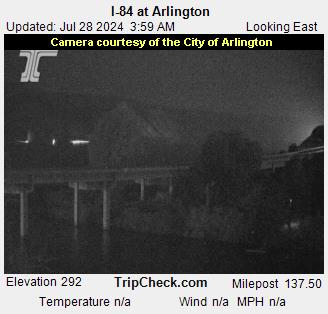 I-84 at Arlington
Updated: Jul 28 2024 3:59 AM Looking East
Camera courtesy of the City of Arlington
Elevation 292 TripCheck.com Milepost 137.50
Temperature n/a Wind n/a MPH n/a